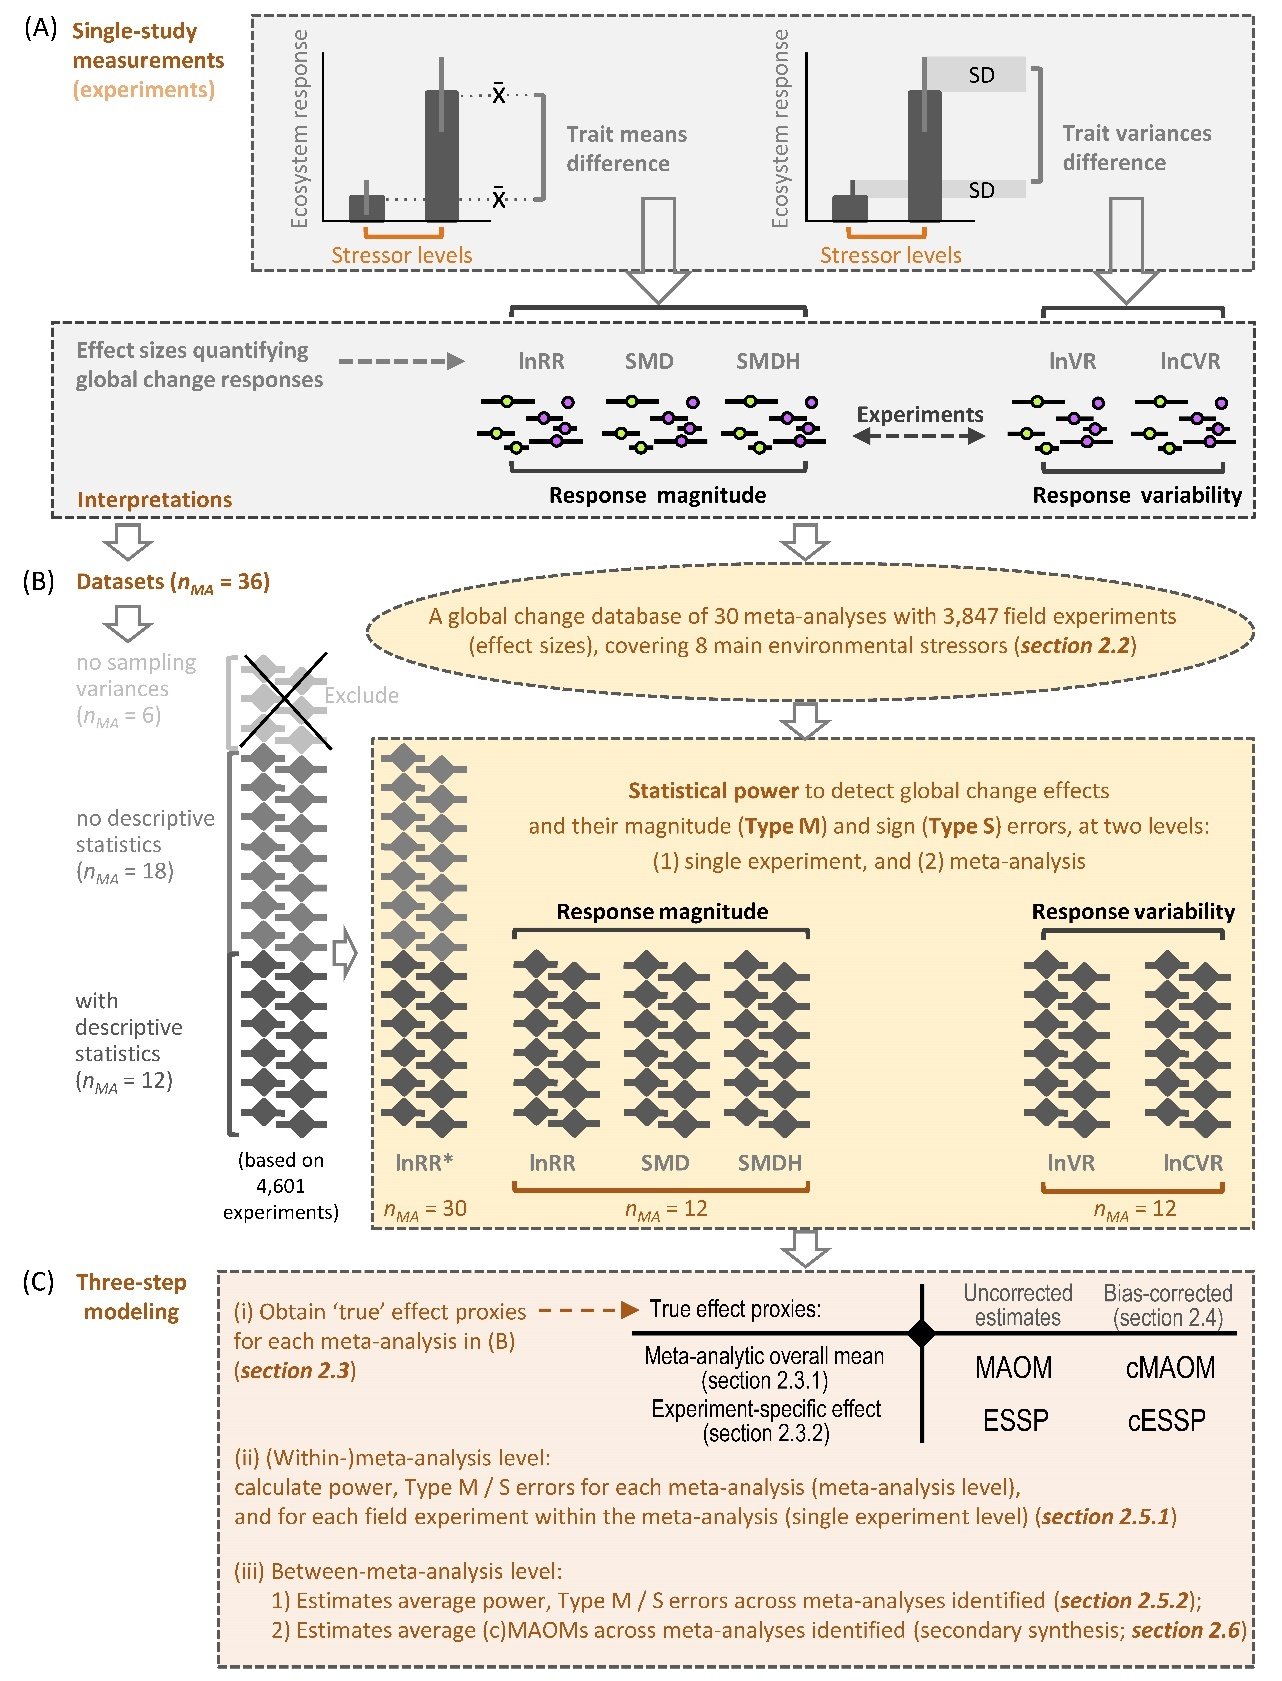 (A) Single-study
measurements
(experiments)
Ecosystem response
x̄
x̄
Trait means
difference
Stressor levels
Ecosystem response
SD
SD
Trait variances
difference
Stressor levels
Effect sizes quantifying
global change responses
lnRR SMD SMDH
lnVR lnCVR
Experiments
Interpretations
Response magnitude
Response variability
(B) Datasets (nMA = 36)
A global change database of 30 meta-analyses with 3,847 field experiments
(effect sizes), covering 8 main environmental stressors (section 2.2)
no sampling
variances
(nMA = 6)
Exclude
no descriptive
statistics
(nMA = 18)
with
descriptive
statistics
(nMA = 12)
(based on
4,601
experiments)
Statistical power to detect global change effects
and their magnitude (Type M) and sign (Type S) errors, at two levels:
(1) single experiment, and (2) meta-analysis
Response magnitude
Response variability
lnRR* lnRR SMD SMDH lnVR lnCVR
nMA = 30 nMA = 12 nMA = 12
(C) Three-step
modeling
(i) Obtain ‘true’ effect proxies
for each meta-analysis in (B)
(section 2.3)
True effect proxies:
Uncorrected
estimates
Bias-corrected
(section 2.4)
Meta-analytic overall mean
(section 2.3.1)
MAOM cMAOM
Experiment-specific effect
(section 2.3.2)
ESSP cESSP
(ii) (Within-)meta-analysis level:
calculate power, Type M / S errors for each meta-analysis (meta-analysis level),
and for each field experiment within the meta-analysis (single experiment level) (section 2.5.1)
(iii) Between-meta-analysis level:
1) Estimates average power, Type M / S errors across meta-analyses identified (section 2.5.2);
2) Estimates average (c)MAOMs across meta-analyses identified (secondary synthesis; section 2.6)